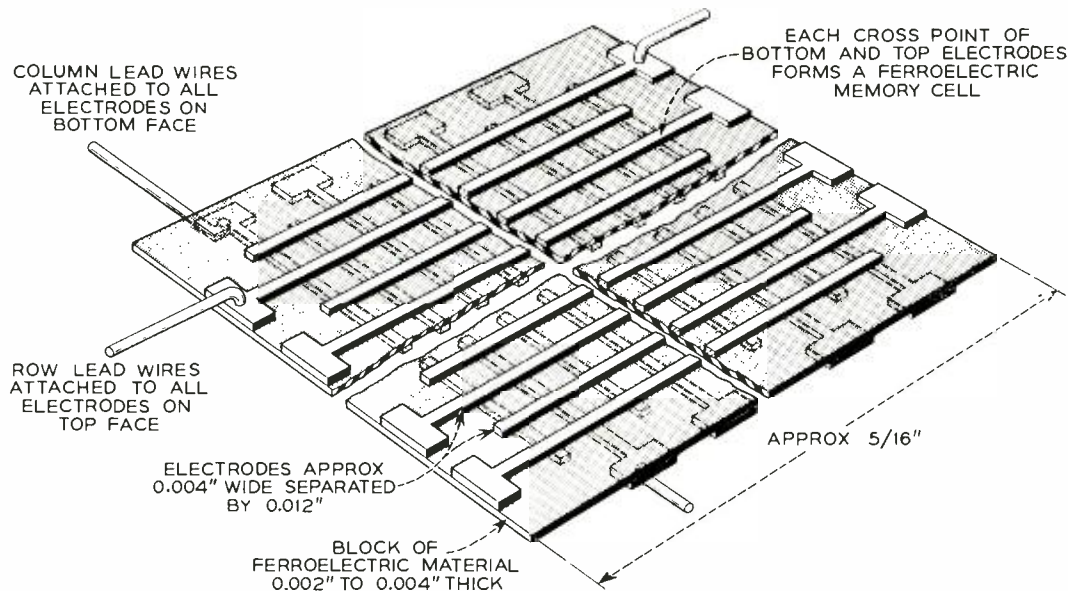 COLUMN LEAD WIRES
ATTACHED TO ALL
ELECTRODES ON
BOTTOM FACE
EACH CROSS POINT OF
BOTTOM AND TOP ELECTRODES
FORMS A FERROELECTRIC
MEMORY CELL
ROW LEAD WIRES
ATTACHED TO ALL
ELECTRODES ON
TOP FACE
ELECTRODES APPROX
0.004" WIDE SEPARATED
BY 0.012"
APPROX 5/16"
BLOCK OF
FERROELECTRIC MATERIAL
0.002" TO 0.004" THICK